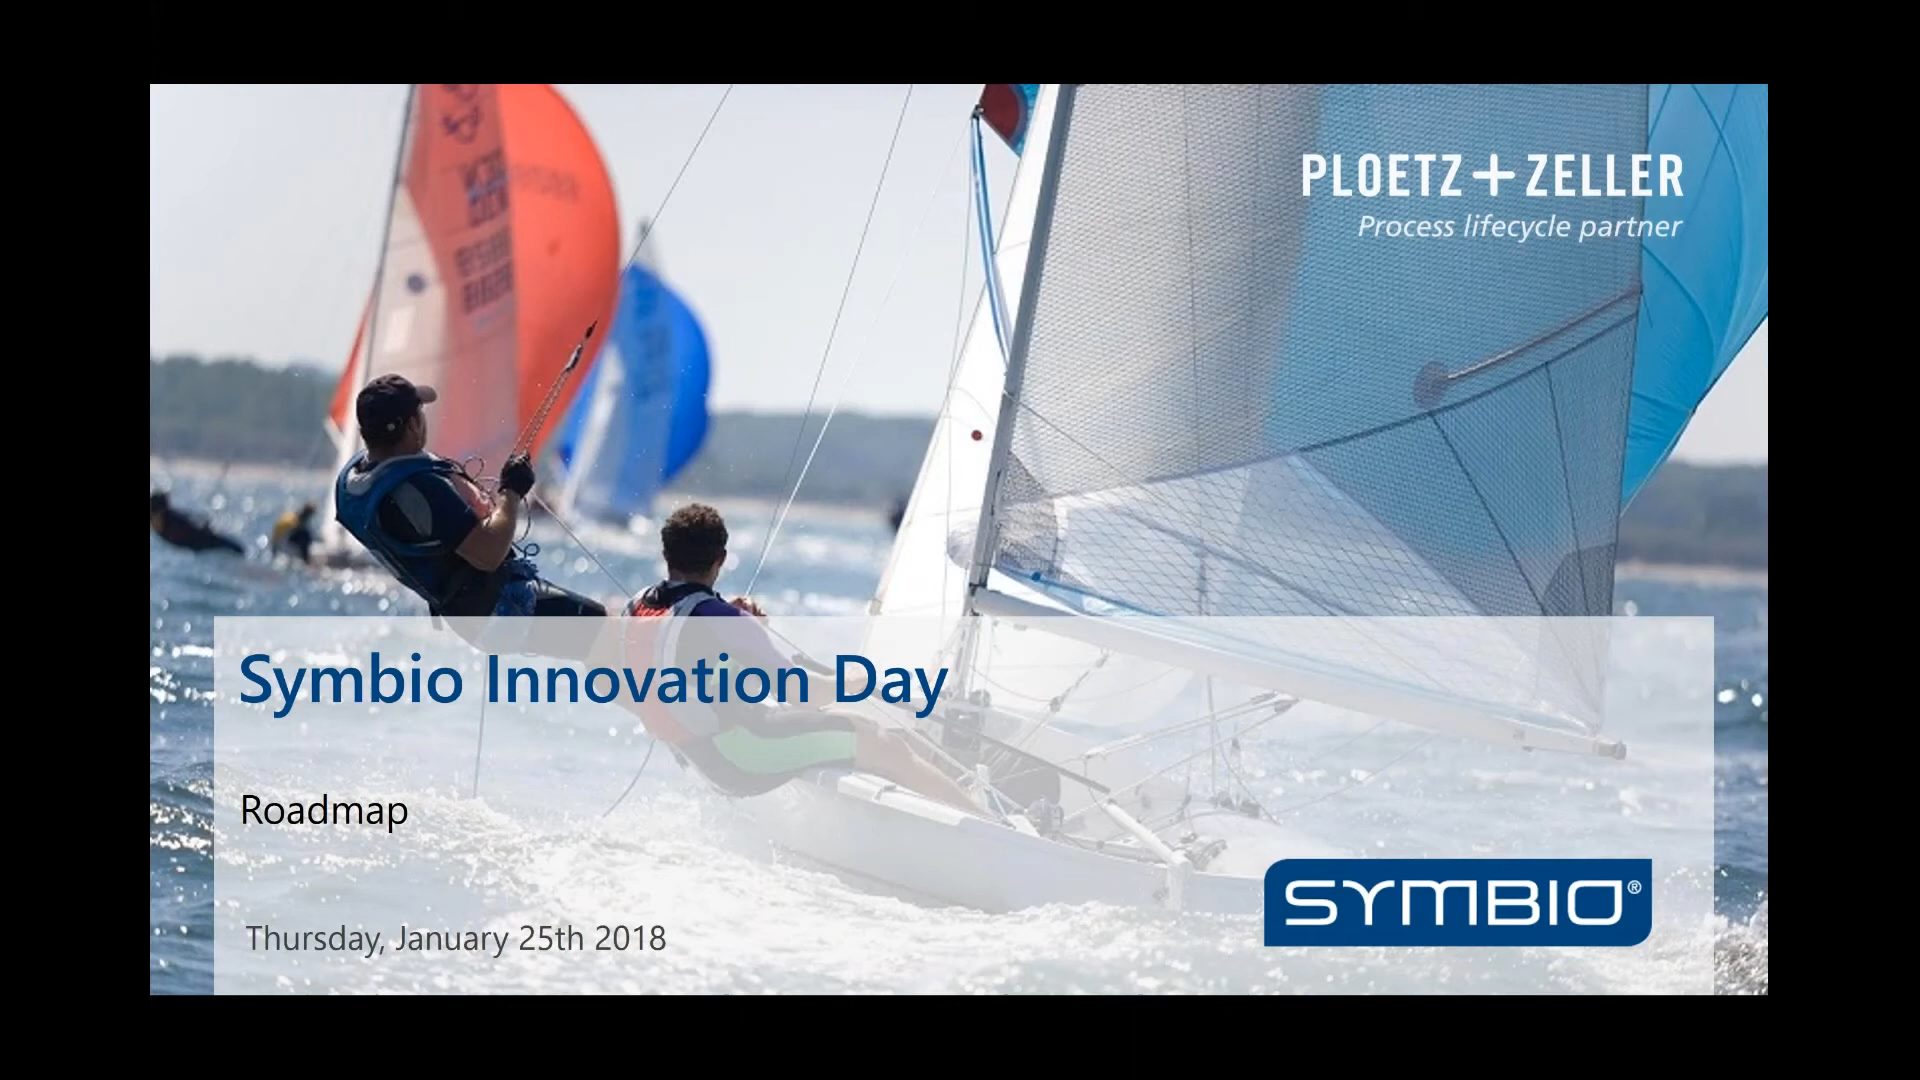 PLOETZ + ZELLER
Process lifecycle partner
Symbio Innovation Day
Roadmap
Thursday, January 25th 2018
SYMBIO®